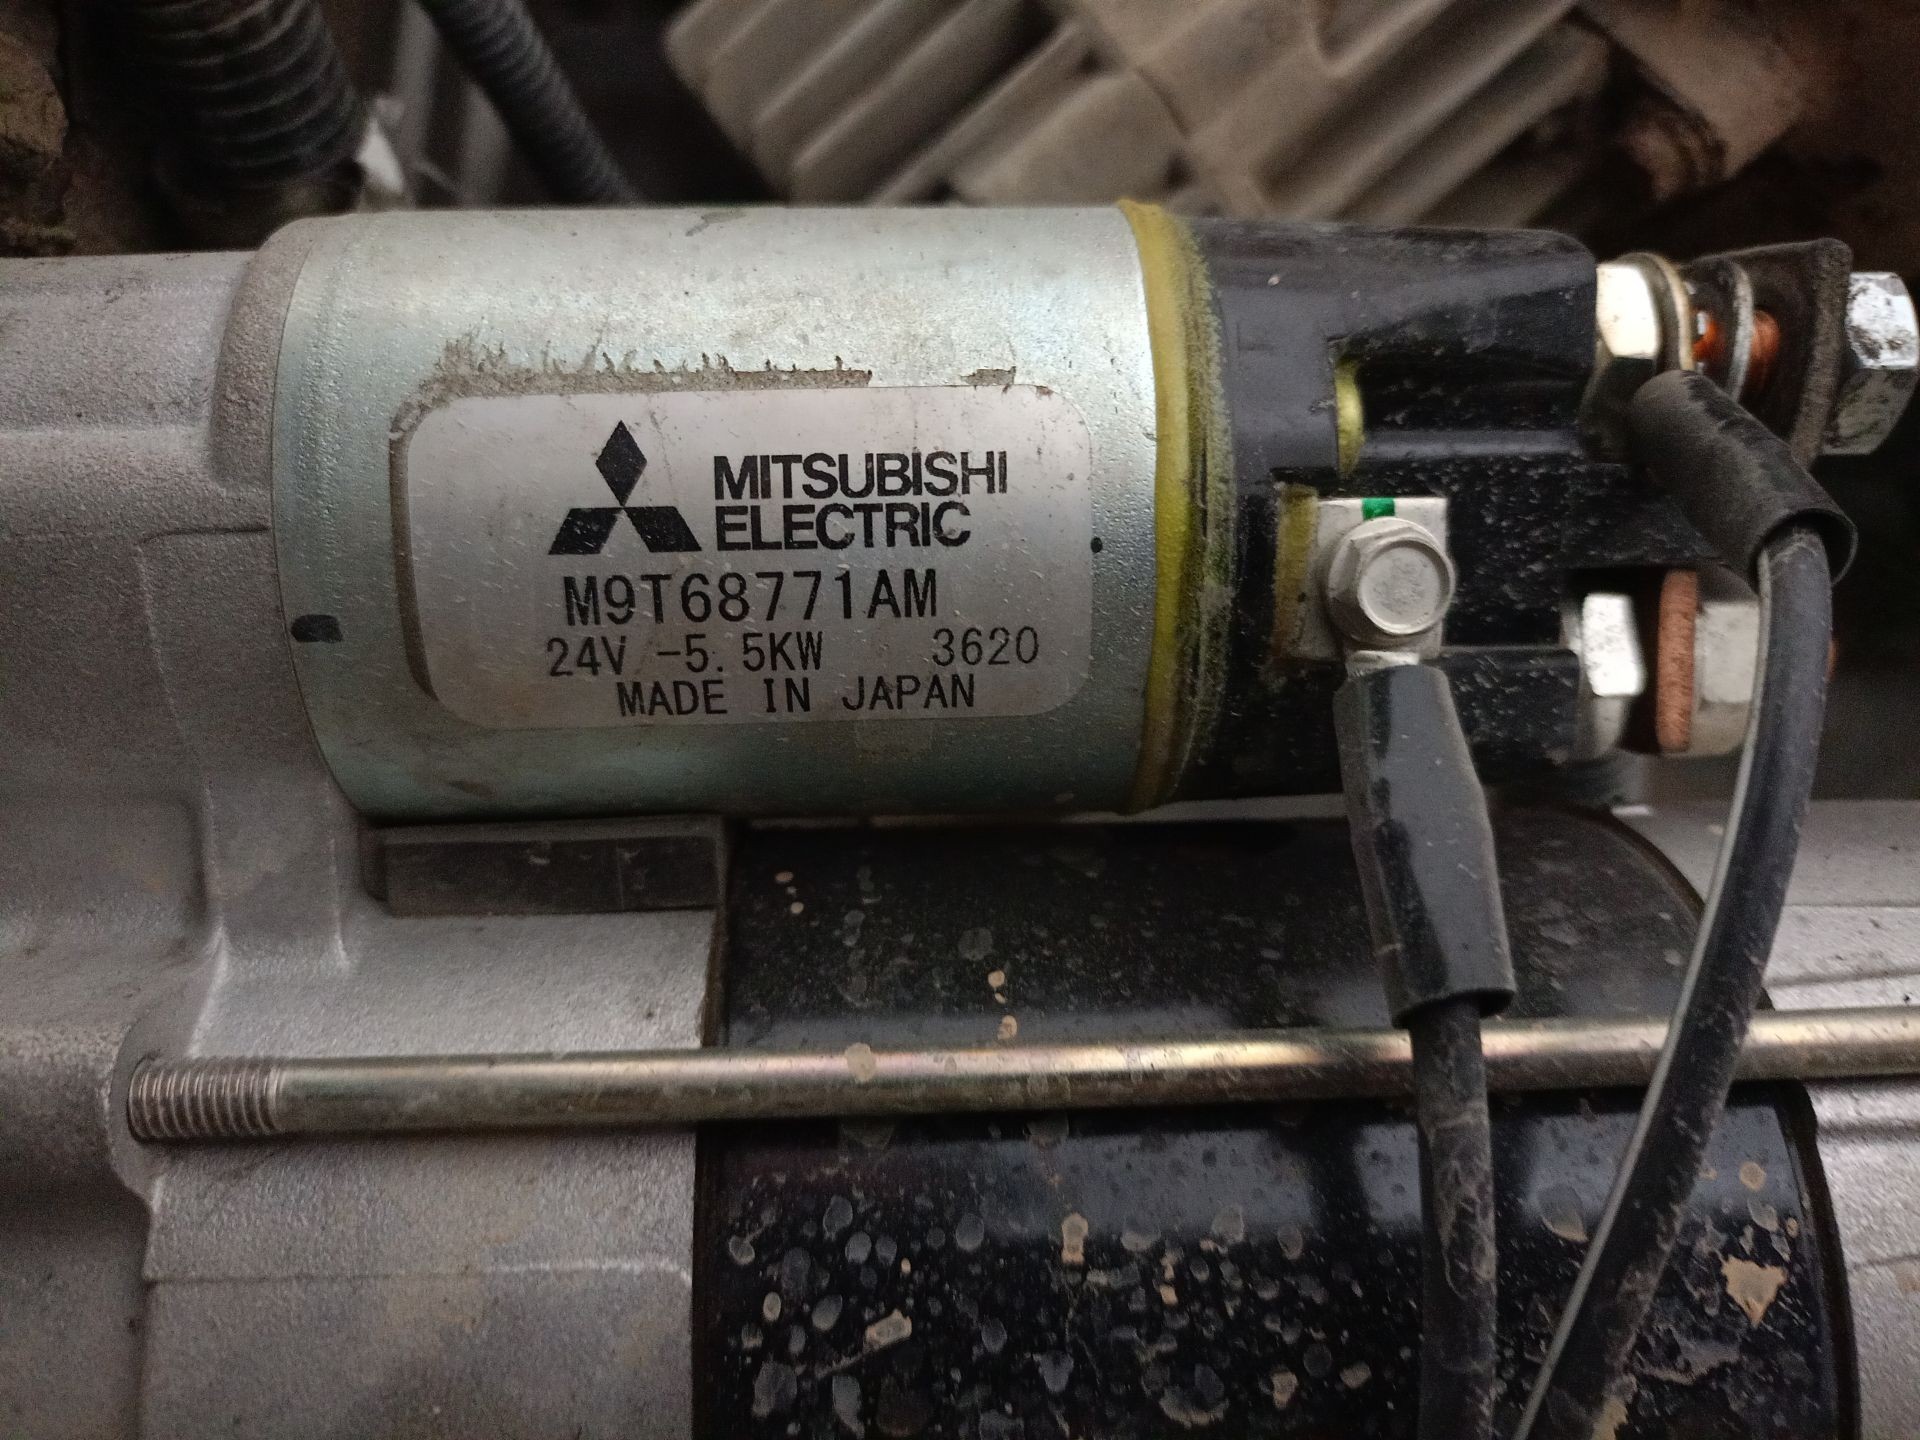 MITSUBISHI
ELECTRIC
M9T68771AM
24V -5.5KW 3620
MADE IN JAPAN